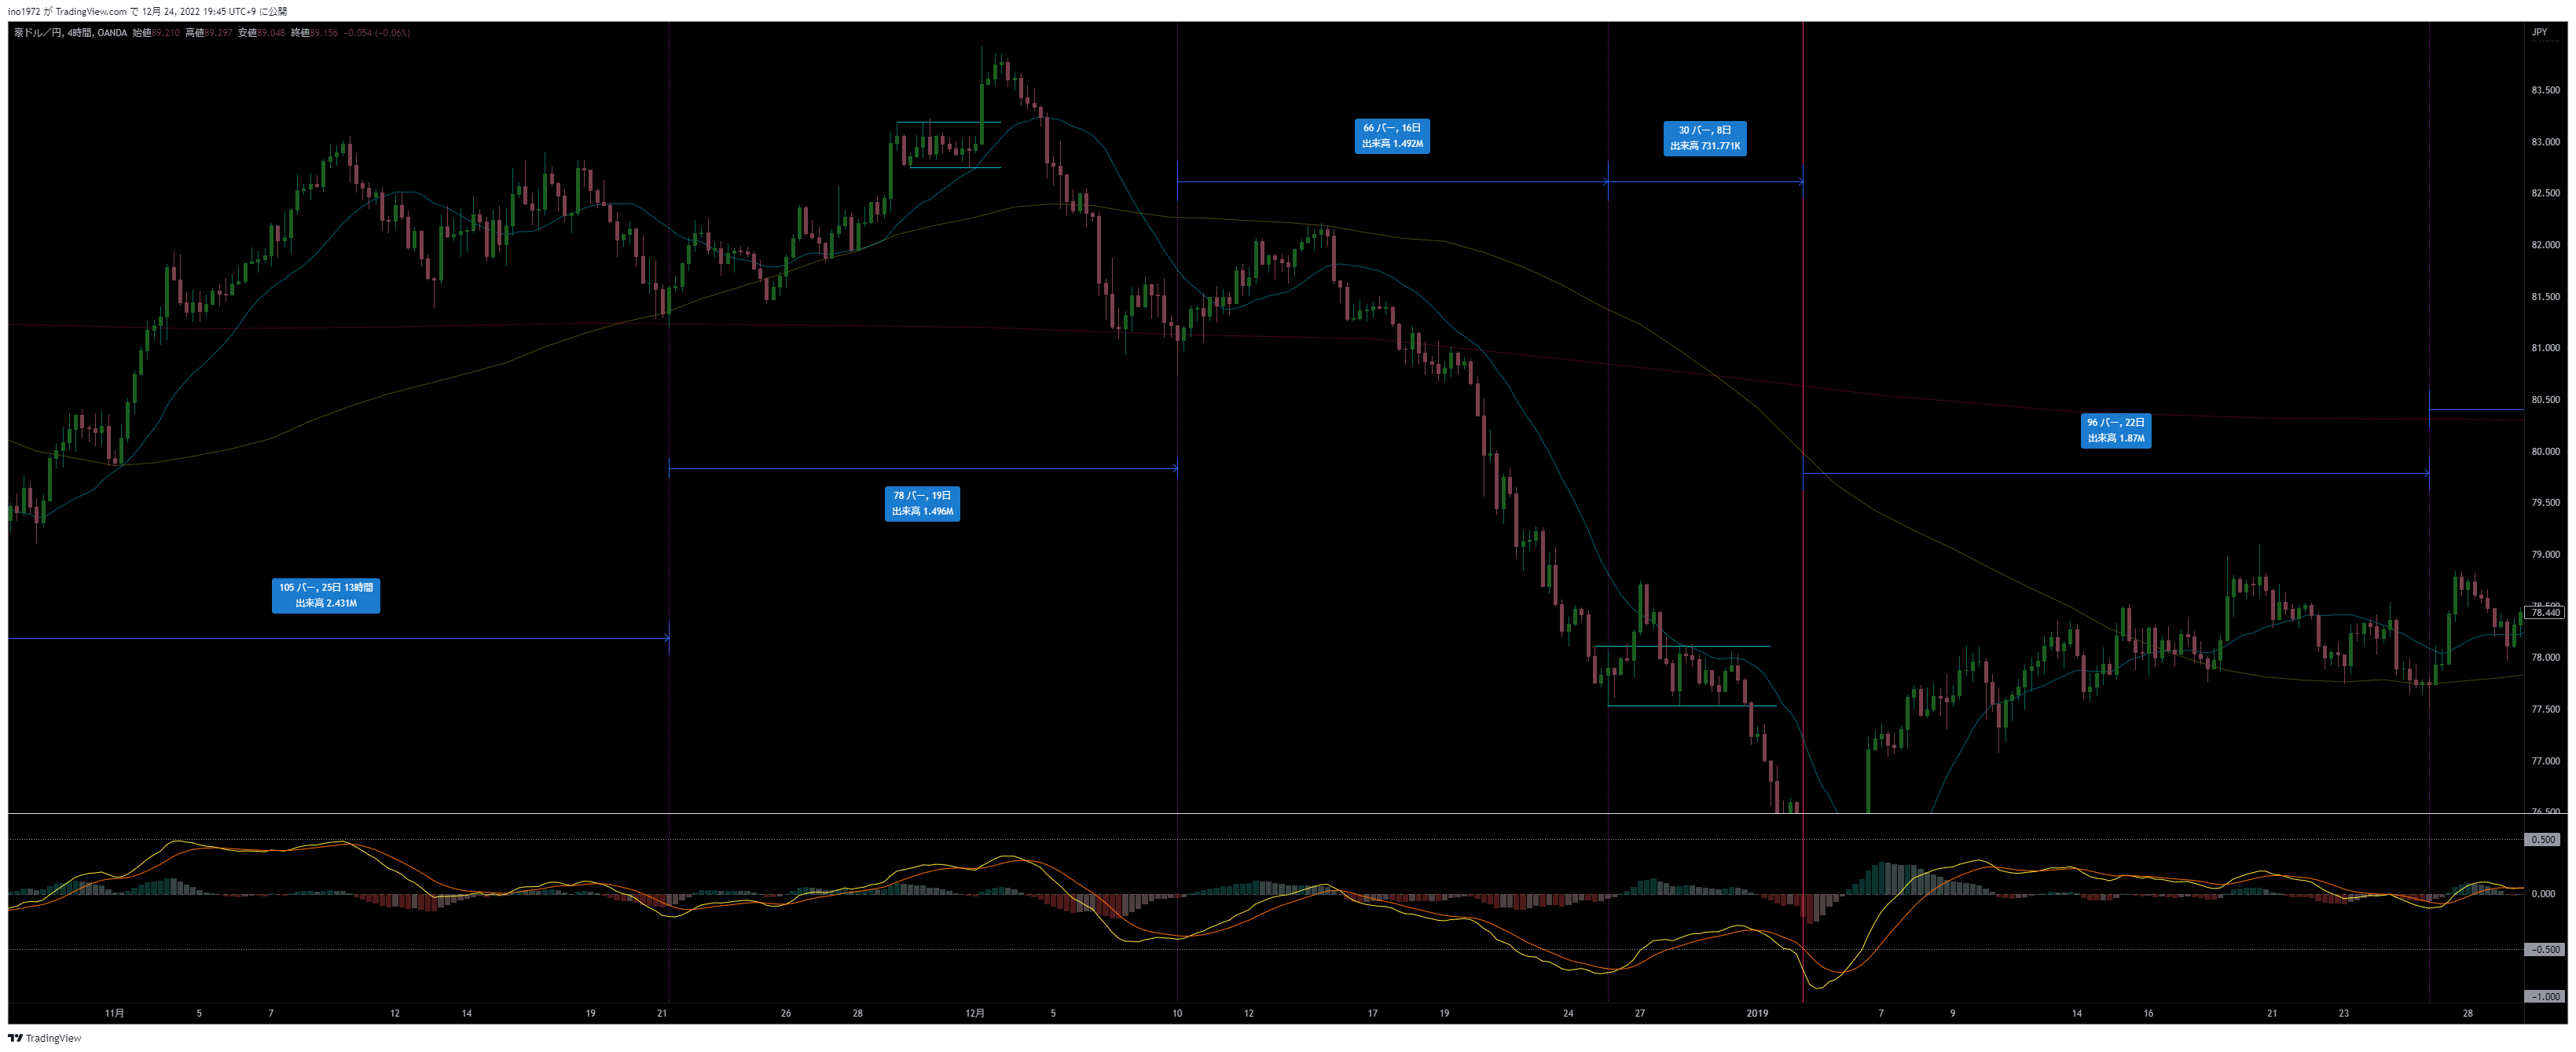 ino1972 が TradingView.com で 12月 24, 2022 19:45 UTC+9 に公開
豪ドル／円, 4時間, OANDA 始値89.210 高値89.297 安値89.048 終値89.156 −0.054 (−0.06%)
JPY
83.500
83.000
82.500
82.000
81.500
81.000
80.500
80.000
79.500
79.000
78.500
78.440
78.000
77.500
77.000
76.500
66 バー, 16日
出来高 1.492M
30 バー, 8日
出来高 731.771K
96 バー, 22日
出来高 1.87M
78 バー, 19日
出来高 1.496M
105 バー, 25日 13時間
出来高 2.431M
0.500
0.000
−0.500
−1.000
11月 5 7 12 14 19 21 26 28 12月 5 10 12 17 19 24 27 2019 7 9 14 16 21 23 28
TradingView